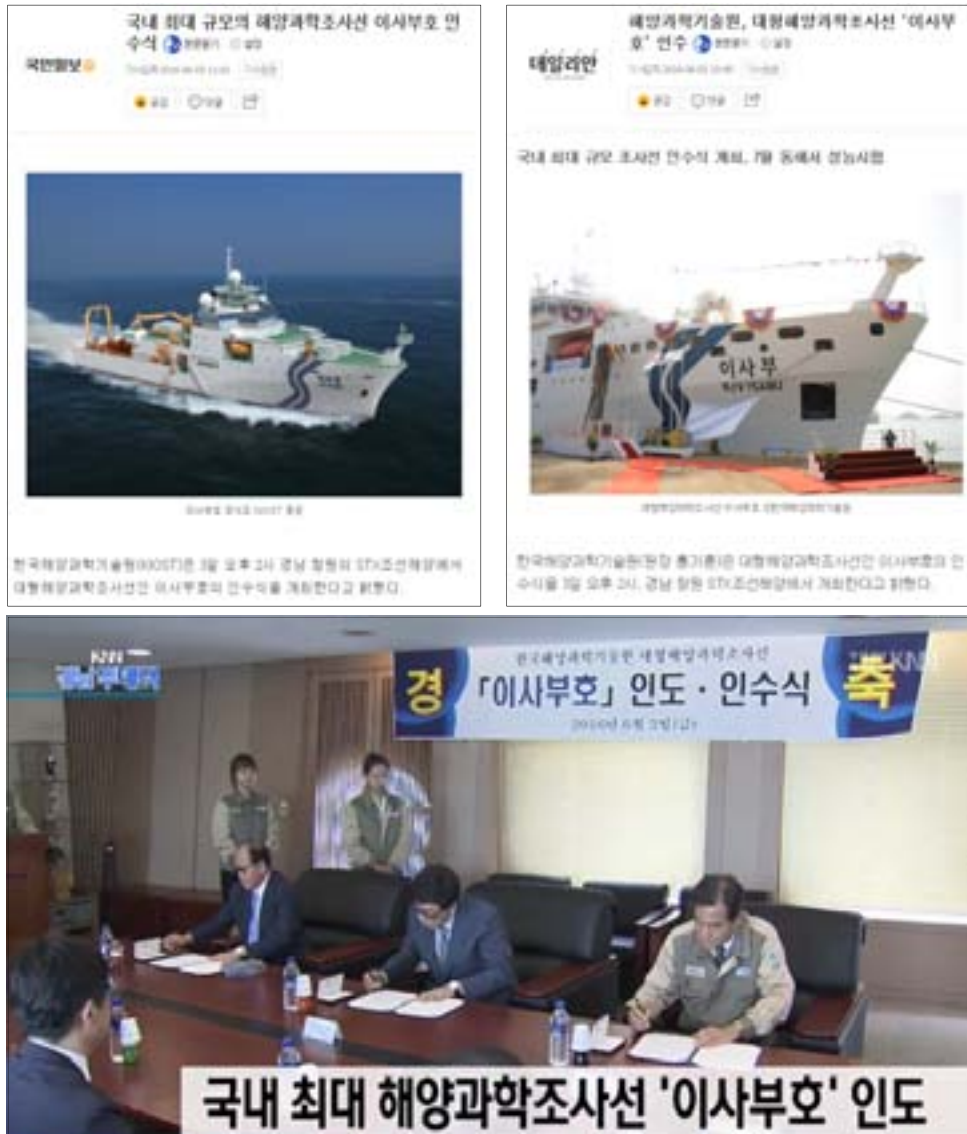 국내 최대 규모의 해양과학조사선 이사부호 인
수식
국민일보
한국해양과학기술원(KIOST)은 3일 오후 2시 경남 창원의 STX조선해양에서
대형해양과학조사선인 이사부호의 인수식을 개최한다고 밝혔다.
해양과학기술원, 대형해양과학조사선 '이사부
호' 인수
데일리안
국내 최대 규모 조사선 인수식 개최, 7월 동해서 성능시험
이사부
한국해양과학기술원(원장 홍기훈)은 대형해양과학조사선인 이사부호의 인
수식을 3일 오후 2시, 경남 창원 STX조선해양에서 개최한다고 밝혔다.
KNN
한국해양과학기술원 대형해양과학조사선
경 「이사부호」 인도·인수식 축
2016년 6월 3일(금)
KNN
국내 최대 해양과학조사선 '이사부호' 인도